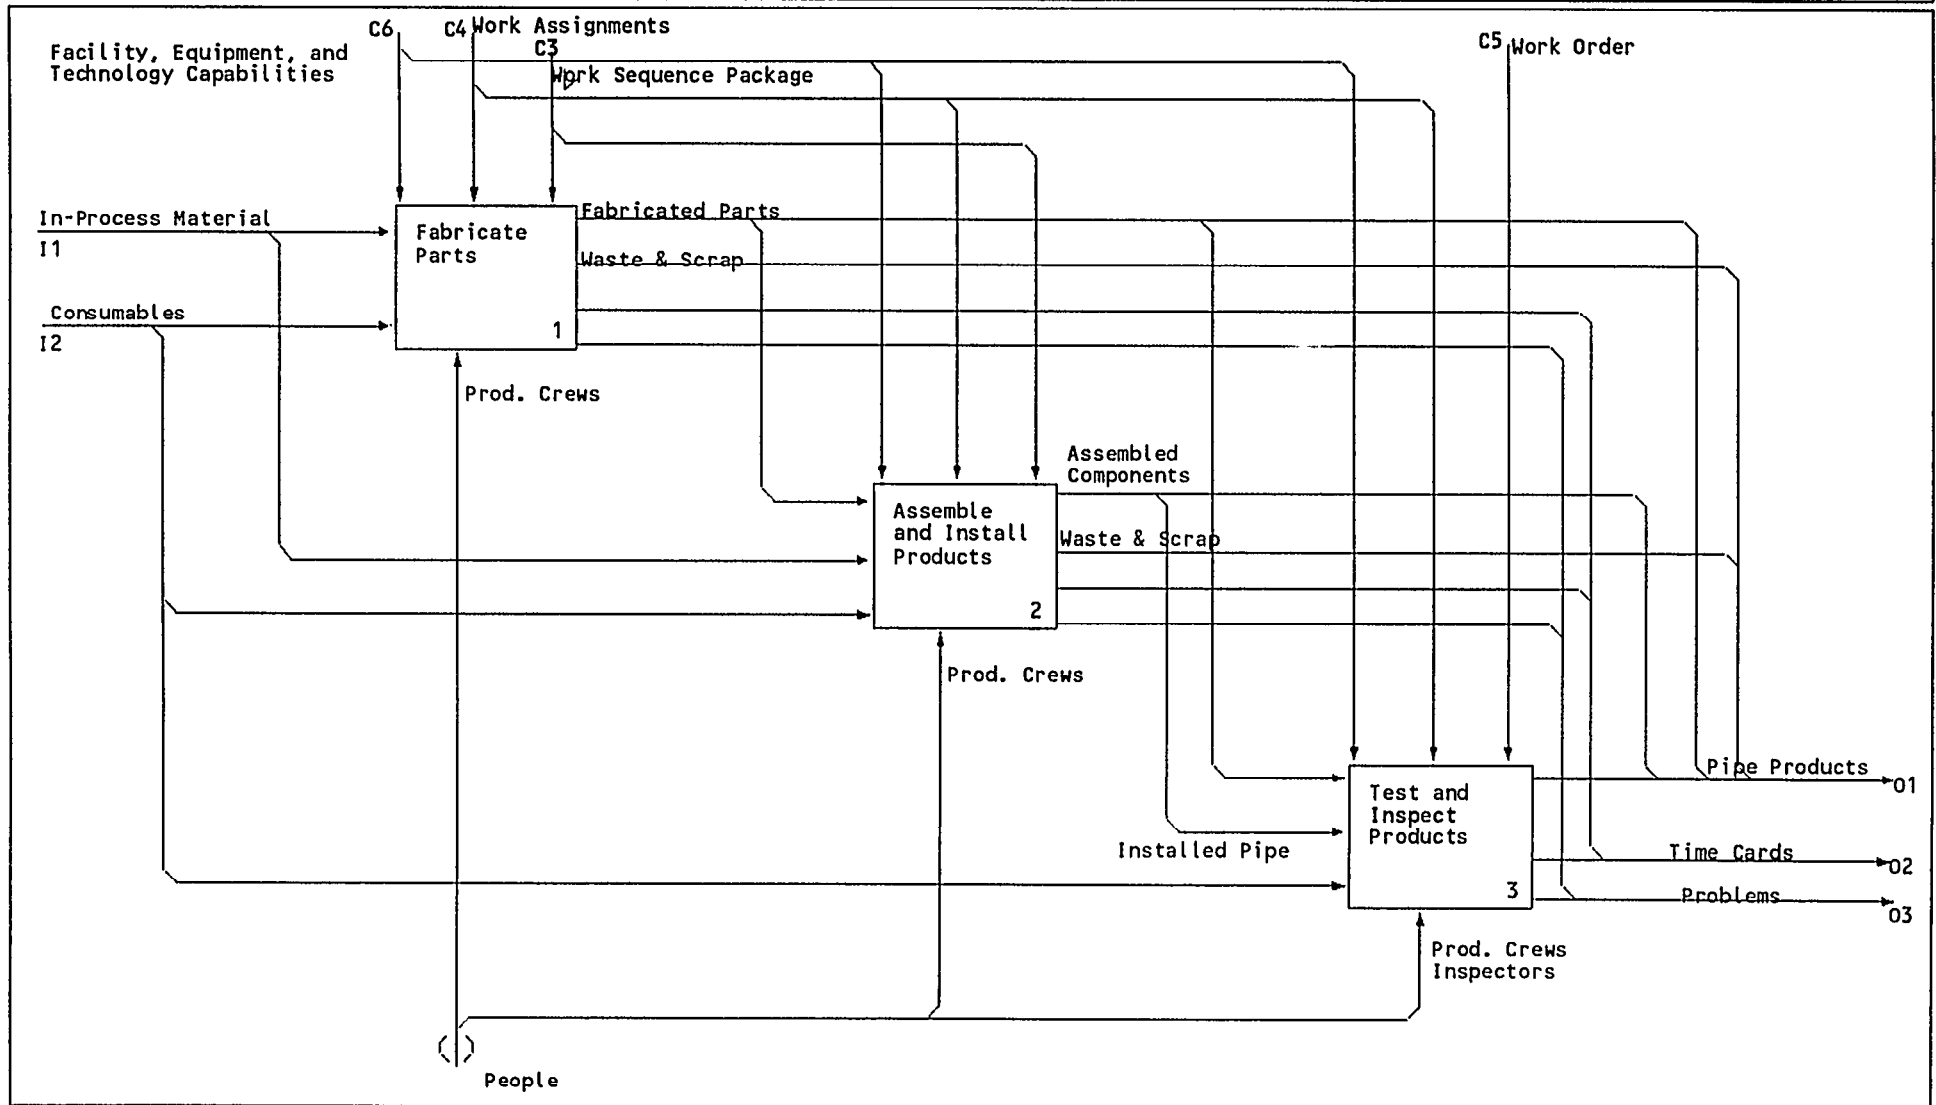 C6
C4 Work Assignments
C3
C5 Work Order
Facility, Equipment, and
Technology Capabilities
Work Sequence Package
In-Process Material
I1
Fabricated Parts
Fabricate
Parts
Waste & Scrap
1
Consumables
I2
Prod. Crews
Assembled
Components
Assemble
and Install
Products
Waste & Scrap
2
Prod. Crews
Pipe Products
O1
Test and
Inspect
Products
Installed Pipe
Time Cards
O2
3
Problems
O3
Prod. Crews
Inspectors
People